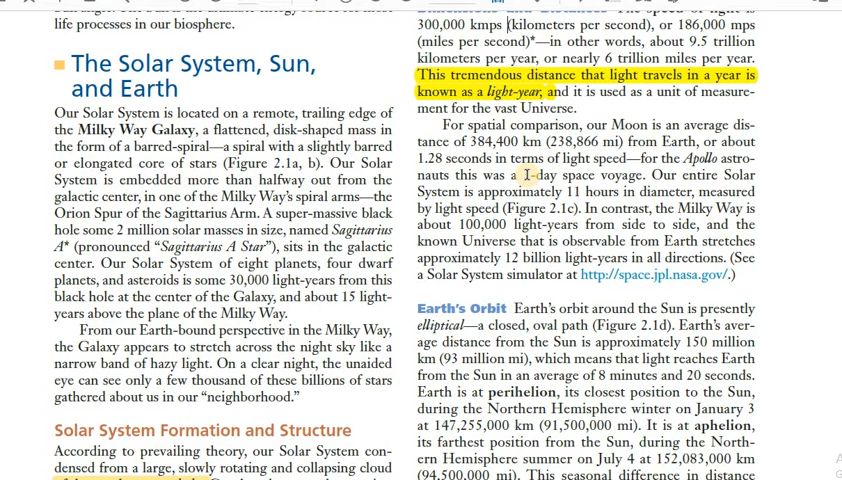 life processes in our biosphere.
The Solar System, Sun,
and Earth
Our Solar System is located on a remote, trailing edge of
the Milky Way Galaxy, a flattened, disk-shaped mass in
the form of a barred-spiral—a spiral with a slightly barred
or elongated core of stars (Figure 2.1a, b). Our Solar
System is embedded more than halfway out from the
galactic center, in one of the Milky Way's spiral arms—the
Orion Spur of the Sagittarius Arm. A super-massive black
hole some 2 million solar masses in size, named Sagittarius
A* (pronounced "Sagittarius A Star"), sits in the galactic
center. Our Solar System of eight planets, four dwarf
planets, and asteroids is some 30,000 light-years from this
black hole at the center of the Galaxy, and about 15 light-
years above the plane of the Milky Way.
From our Earth-bound perspective in the Milky Way,
the Galaxy appears to stretch across the night sky like a
narrow band of hazy light. On a clear night, the unaided
eye can see only a few thousand of these billions of stars
gathered about us in our "neighborhood."
Solar System Formation and Structure
According to prevailing theory, our Solar System con-
densed from a large, slowly rotating and collapsing cloud
300,000 kmps (kilometers per second), or 186,000 mps
(miles per second)*—in other words, about 9.5 trillion
kilometers per year, or nearly 6 trillion miles per year.
This tremendous distance that light travels in a year is
known as a light-year, and it is used as a unit of measure-
ment for the vast Universe.
For spatial comparison, our Moon is an average dis-
tance of 384,400 km (238,866 mi) from Earth, or about
1.28 seconds in terms of light speed—for the Apollo astro-
nauts this was a -day space voyage. Our entire Solar
System is approximately 11 hours in diameter, measured
by light speed (Figure 2.1c). In contrast, the Milky Way is
about 100,000 light-years from side to side, and the
known Universe that is observable from Earth stretches
approximately 12 billion light-years in all directions. (See
a Solar System simulator at http://space.jpl.nasa.gov/.)
Earth's Orbit Earth's orbit around the Sun is presently
elliptical—a closed, oval path (Figure 2.1d). Earth's aver-
age distance from the Sun is approximately 150 million
km (93 million mi), which means that light reaches Earth
from the Sun in an average of 8 minutes and 20 seconds.
Earth is at perihelion, its closest position to the Sun,
during the Northern Hemisphere winter on January 3
at 147,255,000 km (91,500,000 mi). It is at aphelion,
its farthest position from the Sun, during the North-
ern Hemisphere summer on July 4 at 152,083,000 km
(94,500,000 mi). This seasonal difference in distance